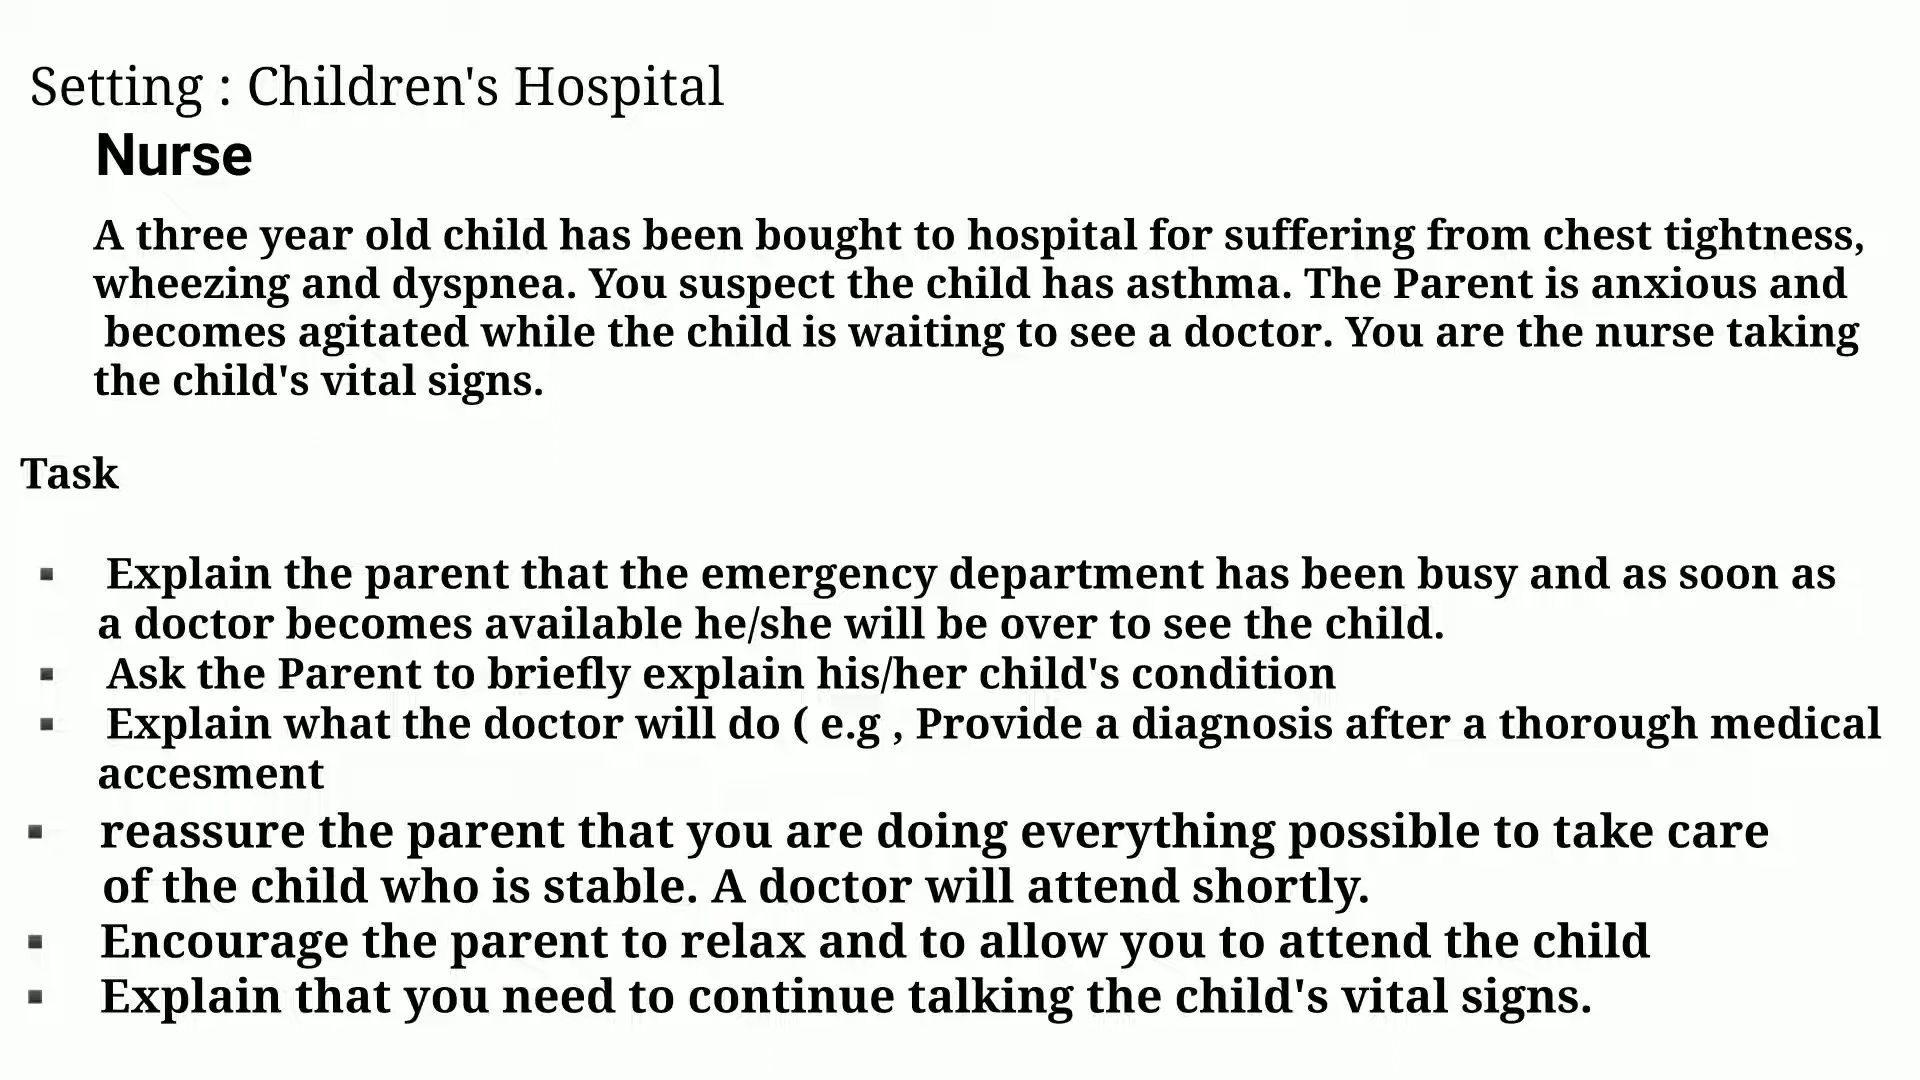 Setting : Children's Hospital
Nurse
A three year old child has been bought to hospital for suffering from chest tightness,
wheezing and dyspnea. You suspect the child has asthma. The Parent is anxious and
becomes agitated while the child is waiting to see a doctor. You are the nurse taking
the child's vital signs.
Task
▪ Explain the parent that the emergency department has been busy and as soon as
a doctor becomes available he/she will be over to see the child.
▪ Ask the Parent to briefly explain his/her child's condition
▪ Explain what the doctor will do ( e.g , Provide a diagnosis after a thorough medical
accesment
▪ reassure the parent that you are doing everything possible to take care
of the child who is stable. A doctor will attend shortly.
▪ Encourage the parent to relax and to allow you to attend the child
▪ Explain that you need to continue talking the child's vital signs.